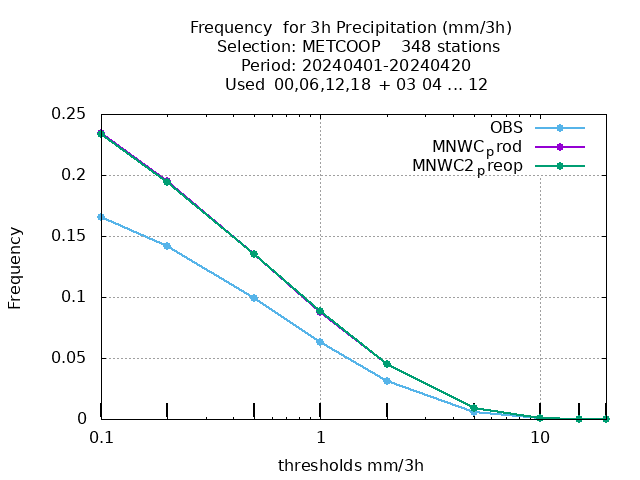 Frequency  for 3h Precipitation (mm/3h)
Selection: METCOOP    348 stations
Period: 20240401-20240420
Used  00,06,12,18 + 03 04 ... 12
0.25
0.2
0.15
0.1
0.05
0
Frequency
OBS
MNWC_prod
MNWC2_preop
0.1
1
10
thresholds mm/3h